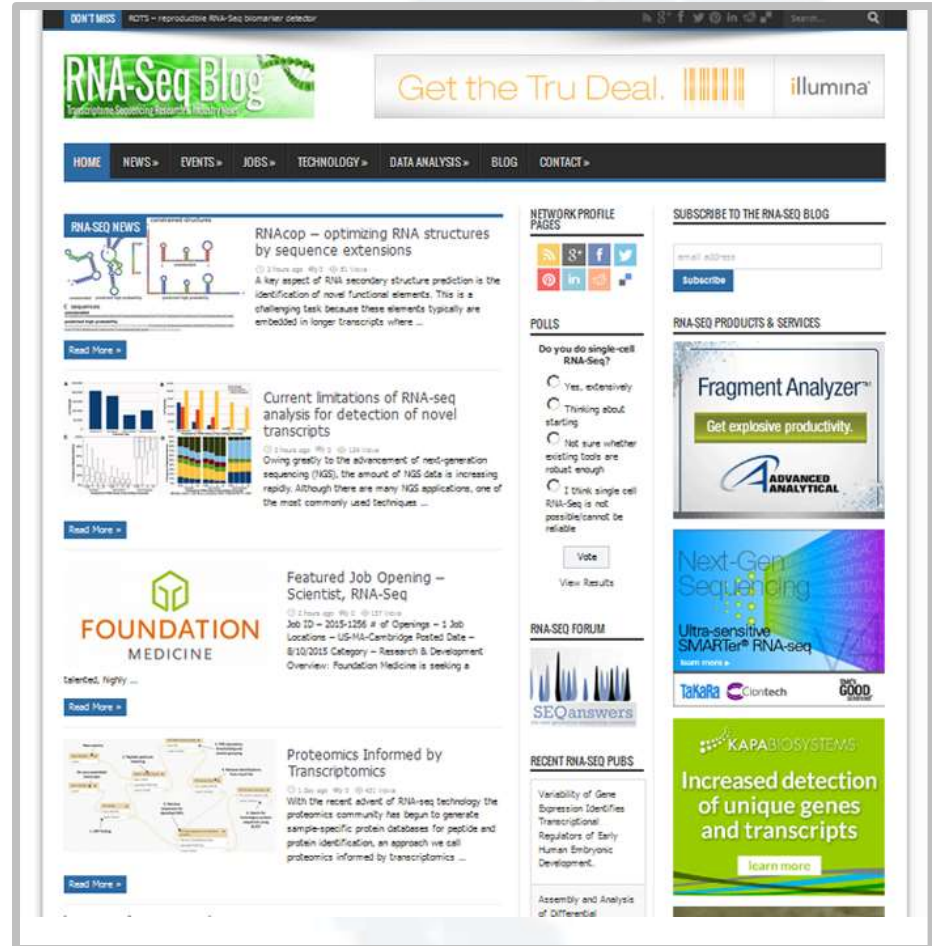 DON'T MISS ROTS – reproducible RNA-Seq biomarker detector
Search...
RNA-Seq Blog
Transcriptome Sequencing Research & Industry News
Get the Tru Deal.
illumina
HOME NEWS » EVENTS » JOBS » TECHNOLOGY » DATA ANALYSIS » BLOG CONTACT »
RNA-SEQ NEWS
constrained structures
RNAcop – optimizing RNA structures
by sequence extensions
A key aspect of RNA secondary structure prediction is the
identification of novel functional elements. This is a
challenging task because these elements typically are
embedded in longer transcripts where ...
Read More »
Current limitations of RNA-seq
analysis for detection of novel
transcripts
Owing greatly to the advancement of next-generation
sequencing (NGS), the amount of NGS data is increasing
rapidly. Although there are many NGS applications, one of
the most commonly used techniques ...
Read More »
FOUNDATION
MEDICINE
Featured Job Opening –
Scientist, RNA-Seq
Job ID – 2015-1256 # of Openings – 1 Job
Locations – US-MA-Cambridge Posted Date –
8/10/2015 Category – Research & Development
Overview: Foundation Medicine is seeking a
talented, highly ...
Read More »
Proteomics Informed by
Transcriptomics
1 day ago 0 421 Views
With the recent advent of RNA-seq technology the
proteomics community has begun to generate
sample-specific protein databases for peptide and
protein identification, an approach we call
proteomics informed by transcriptomics ...
Read More »
NETWORK PROFILE
PAGES
POLLS
Do you do single-cell
RNA-Seq?
Yes, extensively
Thinking about
starting
Not sure whether
existing tools are
robust enough
I think single cell
RNA-Seq is not
possible/cannot be
reliable
Vote
View Results
RNA-SEQ FORUM
SEQanswers
RECENT RNA-SEQ PUBS
Variability of Gene
Expression Identifies
Transcriptional
Regulators of Early
Human Embryonic
Development.
Assembly and Analysis
of Differential
SUBSCRIBE TO THE RNA-SEQ BLOG
email address
Subscribe
RNA-SEQ PRODUCTS & SERVICES
Fragment Analyzer™
Get explosive productivity.
ADVANCED
ANALYTICAL
Next-Gen
Sequencing
Ultra-sensitive
SMARTer® RNA-seq
learn more ▸
V4
TaKaRa Clontech
GOOD
KAPABIOSYSTEMS
Increased detection
of unique genes
and transcripts
learn more